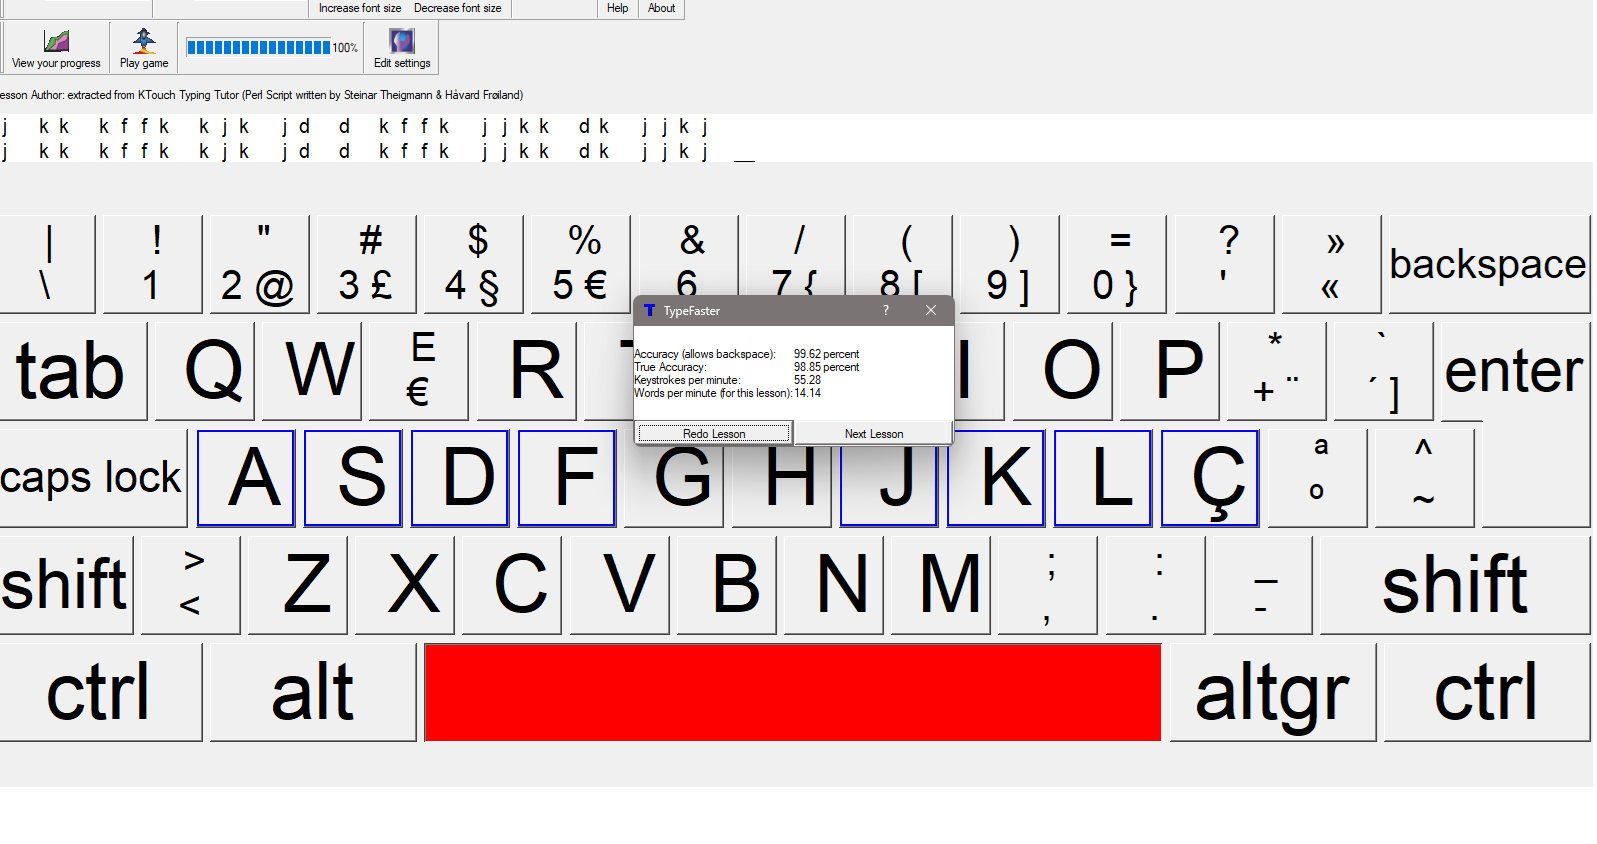 Increase font size Decrease font size Help About
View your progress Play game 100% Edit settings
esson Author: extracted from KTouch Typing Tutor (Perl Script written by Steinar Theigmann & Håvard Frøiland)
j kk kffk kjk jd d kffk jjkk dk jjkj
j kk kffk kjk jd d kffk jjkk dk jjkj
| ! " # $ % & / ( ) = ? »
\ 1 2 @ 3 £ 4 § 5 € 6 7 { 8 [ 9 ] 0 } ' « backspace
TypeFaster ?
Accuracy (allows backspace): 99.62 percent
True Accuracy: 98.85 percent
Keystrokes per minute: 55.28
Words per minute (for this lesson): 14.14
Redo Lesson Next Lesson
tab Q W E € R I O P * + ¨ ` ´ ] enter
caps lock A S D F G H J K L Ç ª º ^ ~
shift > < Z X C V B N M ; , : . _ - shift
ctrl alt altgr ctrl